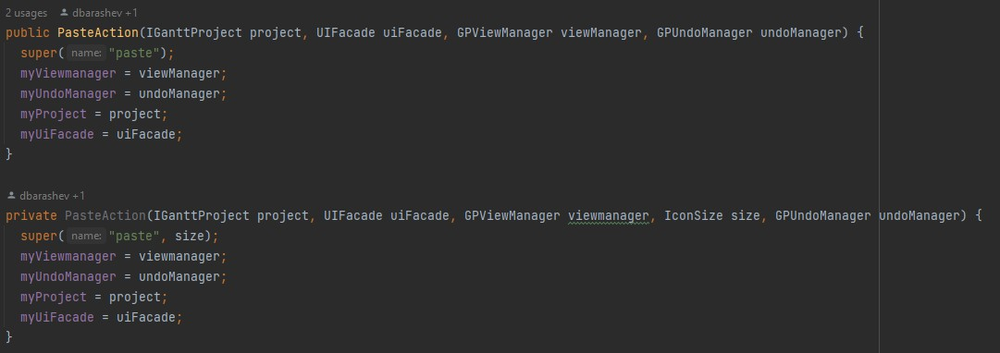 2 usages dbarashev +1
public PasteAction(IGanttProject project, UIFacade uiFacade, GPViewManager viewManager, GPUndoManager undoManager) {
super( name: "paste");
myViewmanager = viewManager;
myUndoManager = undoManager;
myProject = project;
myUiFacade = uiFacade;
}
dbarashev +1
private PasteAction(IGanttProject project, UIFacade uiFacade, GPViewManager viewmanager, IconSize size, GPUndoManager undoManager) {
super( name: "paste", size);
myViewmanager = viewmanager;
myUndoManager = undoManager;
myProject = project;
myUiFacade = uiFacade;
}